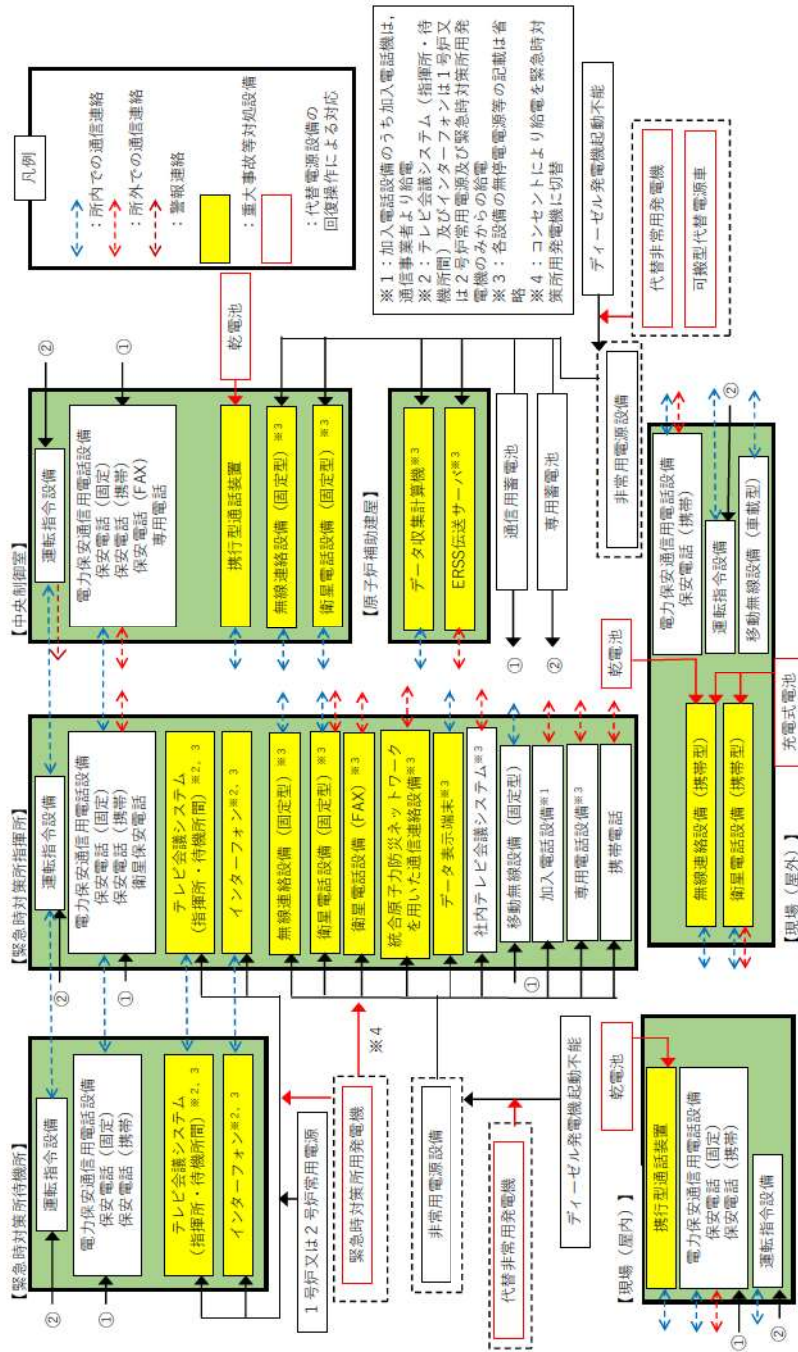 【緊急時対策所待機所】
②
運転指令設備
①
電力保安通信用電話設備
保安電話（固定）
保安電話（携帯）
テレビ会議システム
（指揮所・待機所間）※2，3
インターフォン※2，3
1号炉又は2号炉常用電源
緊急時対策所用発電機
※4
非常用電源設備
代替非常用発電機
ディーゼル発電機起動不能
【緊急時対策所指揮所】
②
運転指令設備
①
電力保安通信用電話設備
保安電話（固定）
保安電話（携帯）
衛星保安電話
テレビ会議システム
（指揮所・待機所間）※2，3
インターフォン※2，3
無線連絡設備（固定型）※3
衛星電話設備（固定型）※3
衛星電話設備（FAX）※3
統合原子力防災ネットワーク
を用いた通信連絡設備※3
データ表示端末※3
社内テレビ会議システム※3
①
移動無線設備（固定型）
加入電話設備※1
専用電話設備※3
携帯電話
【中央制御室】
運転指令設備
②
電力保安通信用電話設備
保安電話（固定）
保安電話（携帯）
保安電話（FAX）
専用電話
①
携行型通話装置
乾電池
無線連絡設備（固定型）※3
衛星電話設備（固定型）※3
【原子炉補助建屋】
データ収集計算機※3
ERSS伝送サーバ※3
①
通信用蓄電池
②
専用蓄電池
非常用電源設備
ディーゼル発電機起動不能
代替非常用発電機
可搬型代替電源車
凡例
：所内での通信連絡
：所外での通信連絡
：警報連絡
：重大事故等対処設備
：代替電源設備の
回復操作による対応
※1：加入電話設備のうち加入電話機は，
通信事業者より給電
※2：テレビ会議システム（指揮所・待
機所間）及びインターフォンは1号炉又
は2号炉常用電源及び緊急時対策所用発
電機のみからの給電
※3：各設備の無停電電源等の記載は省
略
※4：コンセントにより給電を緊急時対
策所用発電機に切替
【現場（屋内）】
乾電池
携行型通話装置
電力保安通信用電話設備
保安電話（固定）
保安電話（携帯）
①
運転指令設備
②
【現場（屋外）】
乾電池
無線連絡設備（携帯型）
衛星電話設備（携帯型）
充電式電池
電力保安通信用電話設備
保安電話（携帯）
運転指令設備
②
移動無線設備（車載型）